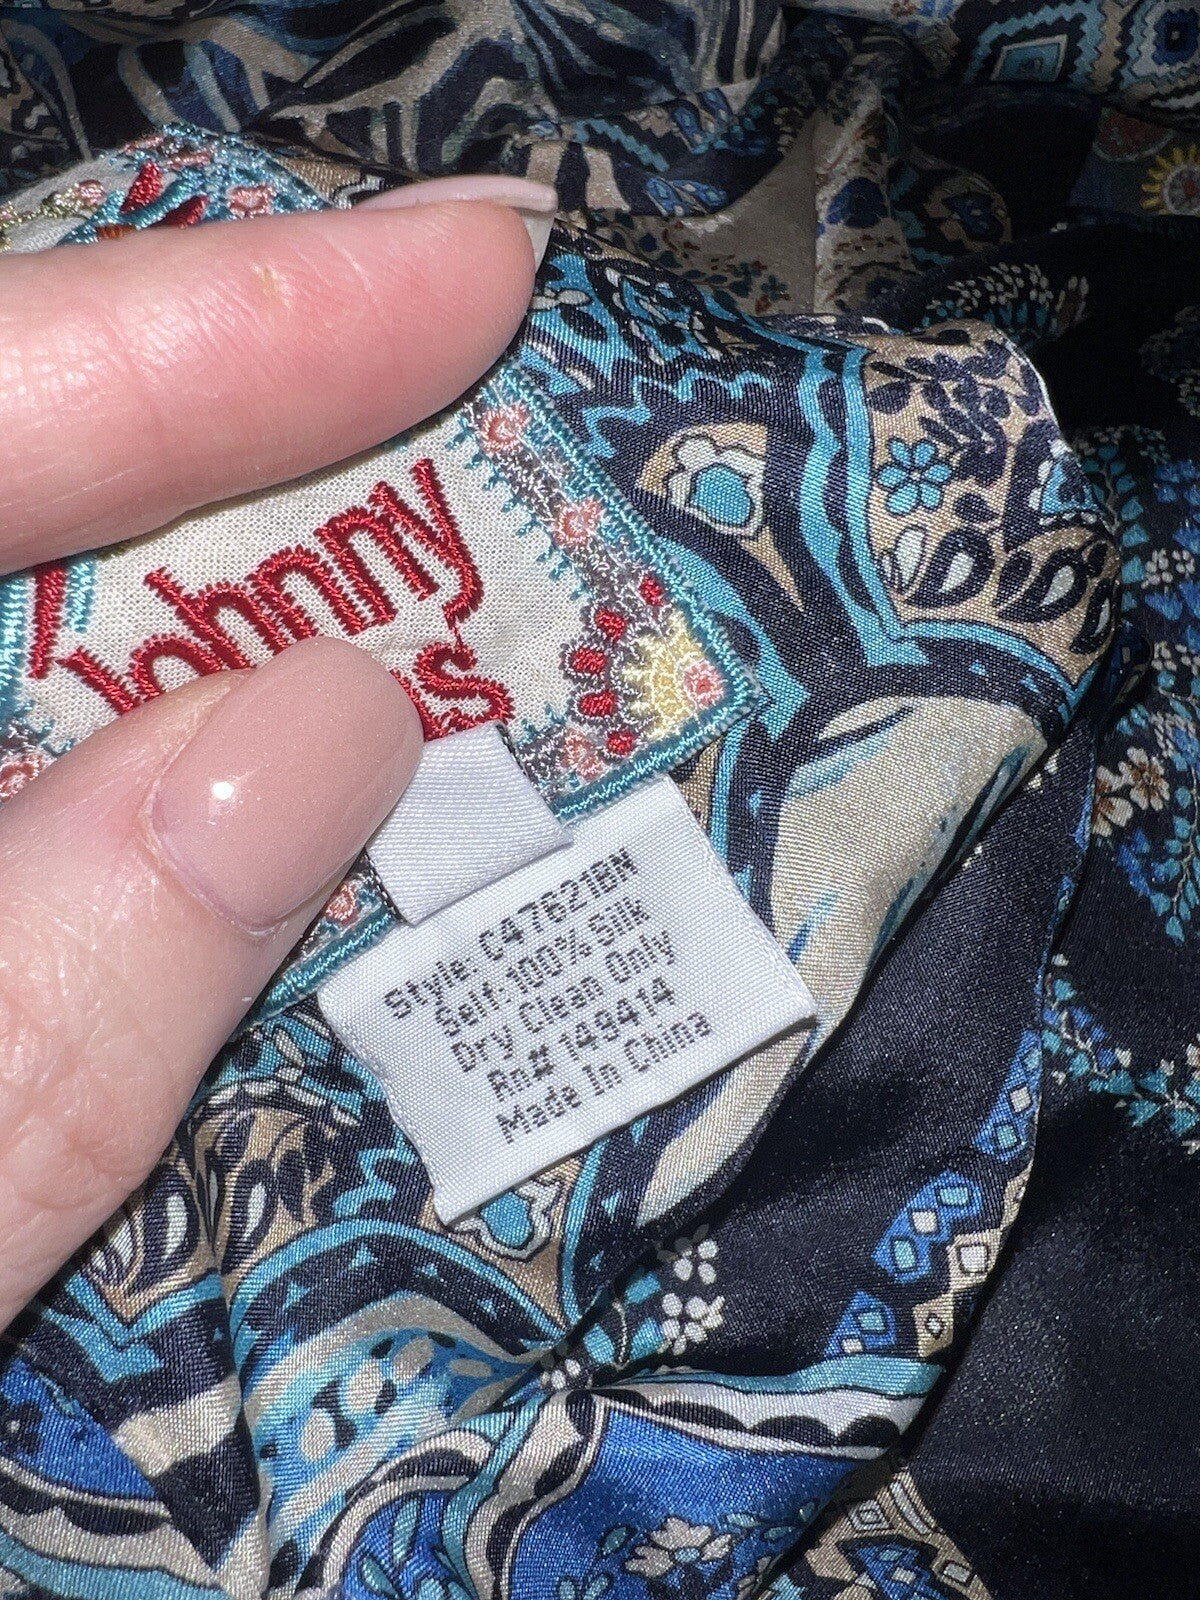 Johnny
Style: C47621BN
Self: 100% Silk
Dry Clean Only
Rn# 149414
Made In China